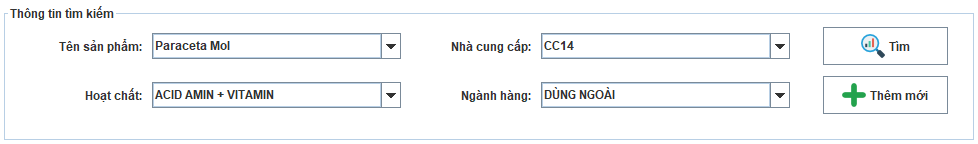 Thông tin tìm kiếm
Tên sản phẩm: Paraceta Mol Nhà cung cấp: CC14 Tìm
Hoạt chất: ACID AMIN + VITAMIN Ngành hàng: DÙNG NGOÀI Thêm mới